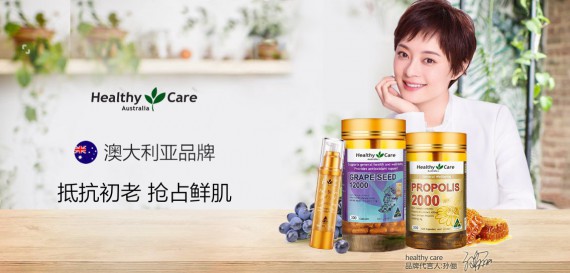 Healthy Care
Australia
澳大利亚品牌
抵抗初老 抢占鲜肌
Healthy Care
GRAPE SEED
12000
Healthy Care
PROPOLIS
2000
healthy care
品牌代言人:孙俪